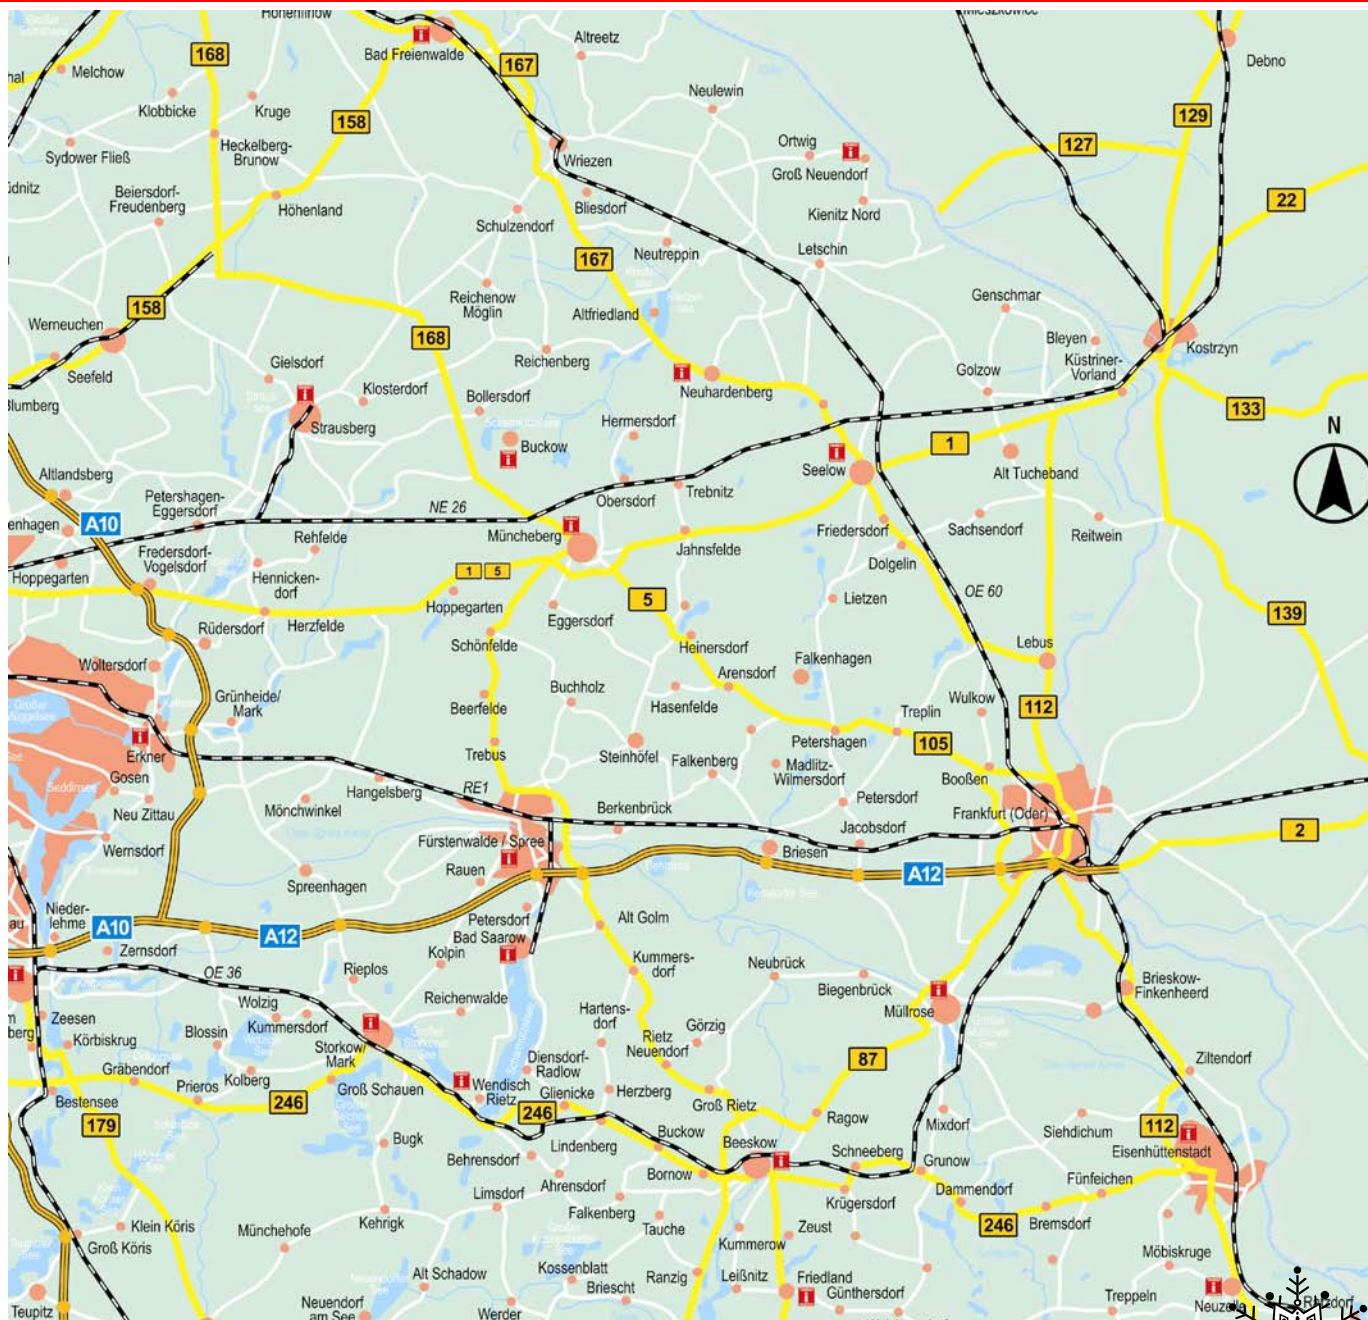 Hohenfinow
Mieszkowice
168
Bad Freienwalde
167
Altreetz
Debno
Melchow
Klobbicke
Kruge
158
Neulewin
129
127
Sydower Fließ
Heckelberg-
Brunow
Wriezen
Ortwig
Groß Neuendorf
Beiersdorf-
Freudenberg
Höhenland
Bliesdorf
Kienitz Nord
22
Schulzendorf
Neutreppin
Letschin
167
Reichenow
Möglin
Altfriedland
Genschmar
158
Werneuchen
168
Bleyen
Küstriner-
Vorland
Kostrzyn
Seefeld
Gielsdorf
Klosterdorf
Reichenberg
Golzow
Neuhardenberg
Blumberg
Bollersdorf
133
Strausberg
Hermersdorf
Buckow
N
1
Seelow
Alt Tucheband
Altlandsberg
Petershagen-
Eggersdorf
Obersdorf
Trebnitz
NE 26
A10
Rehfelde
Müncheberg
Jahnsfelde
Friedersdorf
Sachsendorf
Reitwein
Fredersdorf-
Vogelsdorf
Hoppegarten
Hennicken-
dorf
1
5
Dolgelin
OE 60
Hoppegarten
5
Lietzen
Eggersdorf
139
Rüdersdorf
Herzfelde
Schönfelde
Heinersdorf
Lebus
Woltersdorf
Falkenhagen
Arensdorf
Buchholz
Grünheide/
Mark
Beerfelde
Hasenfelde
Wulkow
112
Treplin
Erkner
Trebus
Steinhöfel
Petershagen
105
Falkenberg
Madlitz-
Wilmersdorf
Booßen
Gosen
Seddinsee
Hangelsberg
RE1
Neu Zittau
Mönchwinkel
Berkenbrück
Petersdorf
Frankfurt (Oder)
Wernsdorf
Fürstenwalde / Spree
Jacobsdorf
2
Briesen
Rauen
A12
Spreenhagen
Nieder-
lehme
A10
A12
Petersdorf
Alt Golm
Zernsdorf
Bad Saarow
Kolpin
OE 36
Rieplos
Kummers-
dorf
Neubrück
Biegenbrück
Brieskow-
Finkenheerd
Wolzig
Reichenwalde
Müllrose
Zeesen
Kummersdorf
Hartens-
dorf
Görzig
Körbiskrug
Blossin
Storkow/
Mark
Rietz
Neuendorf
Gräbendorf
Kolberg
Diensdorf-
Radlow
87
Ziltendorf
Prieros
Groß Schauen
Wendisch
Rietz
Glienicke
Herzberg
Bestensee
246
246
Groß Rietz
Ragow
Mixdorf
Siehdichum
112
179
Bugk
Lindenberg
Buckow
Beeskow
Eisenhüttenstadt
Behrensdorf
Schneeberg
Grunow
Bornow
Fünfeichen
Ahrensdorf
Limsdorf
Dammendorf
Krügersdorf
Falkenberg
Kehrigk
246
Bremsdorf
Klein Köris
Münchehofe
Tauche
Zeust
Groß Köris
Kummerow
Möbiskruge
Kossenblatt
Ranzig
Leißnitz
Friedland
Alt Schadow
Briescht
Günthersdorf
Treppeln
Teupitz
Neuendorf
am See
Werder